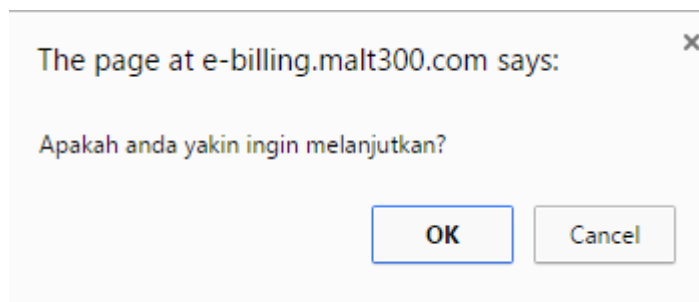 The page at e-billing.malt300.com says:
Apakah anda yakin ingin melanjutkan?
OK Cancel